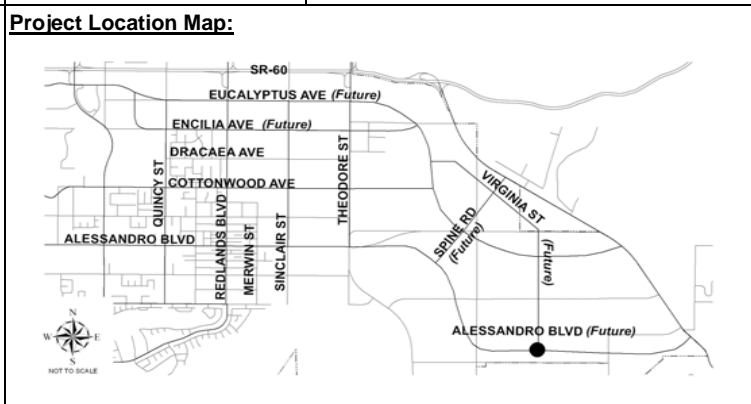 Project Location Map:
SR-60
EUCALYPTUS AVE (Future)
ENCILIA AVE (Future)
DRACAEA AVE
COTTONWOOD AVE
QUINCY ST
THEODORE ST
VIRGINIA ST
(Future)
SPINE RD
(Future)
REDLANDS BLVD
MERWIN ST
SINCLAIR ST
ALESSANDRO BLVD
ALESSANDRO BLVD (Future)
N
W E
S
NOT TO SCALE